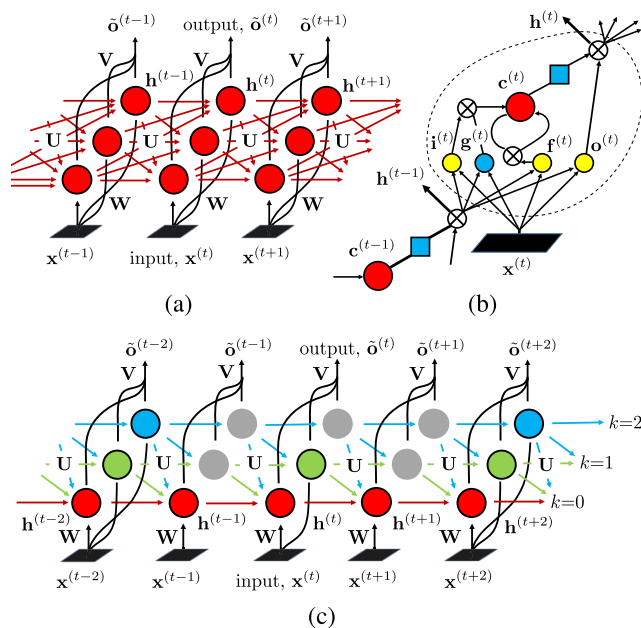 õ⁽ᵗ⁻¹⁾ output, õ⁽ᵗ⁾ õ⁽ᵗ⁺¹⁾
V V V
h⁽ᵗ⁻¹⁾ h⁽ᵗ⁾ h⁽ᵗ⁺¹⁾
U U U U
W W
x⁽ᵗ⁻¹⁾ input, x⁽ᵗ⁾ x⁽ᵗ⁺¹⁾
(a)
h⁽ᵗ⁾
c⁽ᵗ⁾
i⁽ᵗ⁾ g⁽ᵗ⁾ f⁽ᵗ⁾ o⁽ᵗ⁾
h⁽ᵗ⁻¹⁾
c⁽ᵗ⁻¹⁾
x⁽ᵗ⁾
(b)
õ⁽ᵗ⁻²⁾ õ⁽ᵗ⁻¹⁾ output, õ⁽ᵗ⁾ õ⁽ᵗ⁺¹⁾ õ⁽ᵗ⁺²⁾
V V V V V
k=2
U U U U U k=1
k=0
h⁽ᵗ⁻²⁾ h⁽ᵗ⁻¹⁾ h⁽ᵗ⁾ h⁽ᵗ⁺¹⁾ h⁽ᵗ⁺²⁾
W W W W W
x⁽ᵗ⁻²⁾ x⁽ᵗ⁻¹⁾ input, x⁽ᵗ⁾ x⁽ᵗ⁺¹⁾ x⁽ᵗ⁺²⁾
(c)